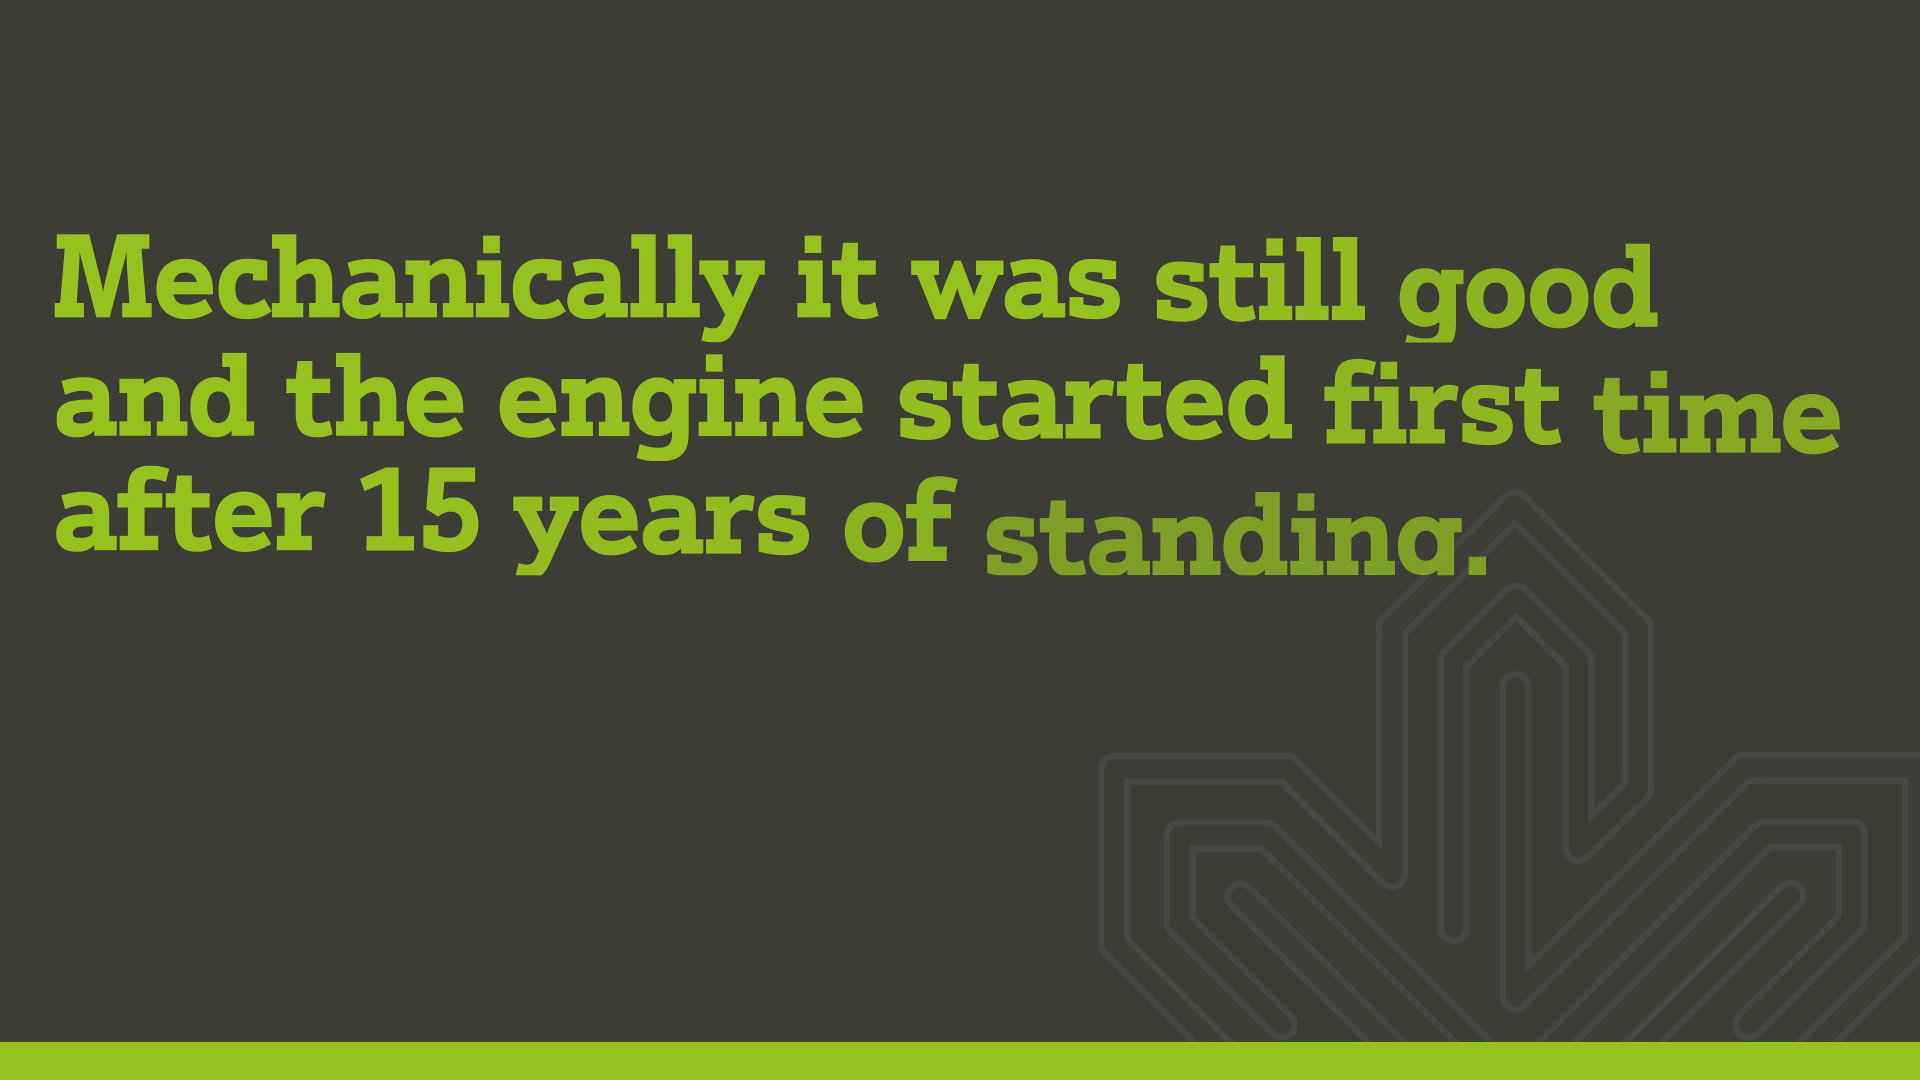 Mechanically it was still good
and the engine started first time
after 15 years of standing.